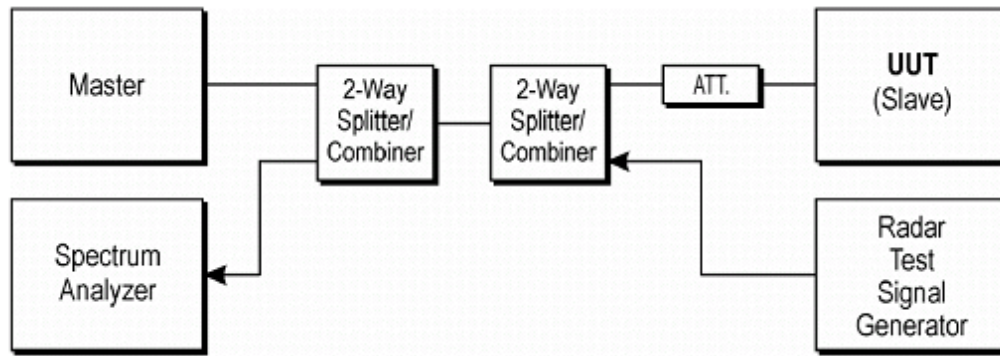 Master
2-Way
Splitter/
Combiner
2-Way
Splitter/
Combiner
ATT.
UUT
(Slave)
Spectrum
Analyzer
Radar
Test
Signal
Generator